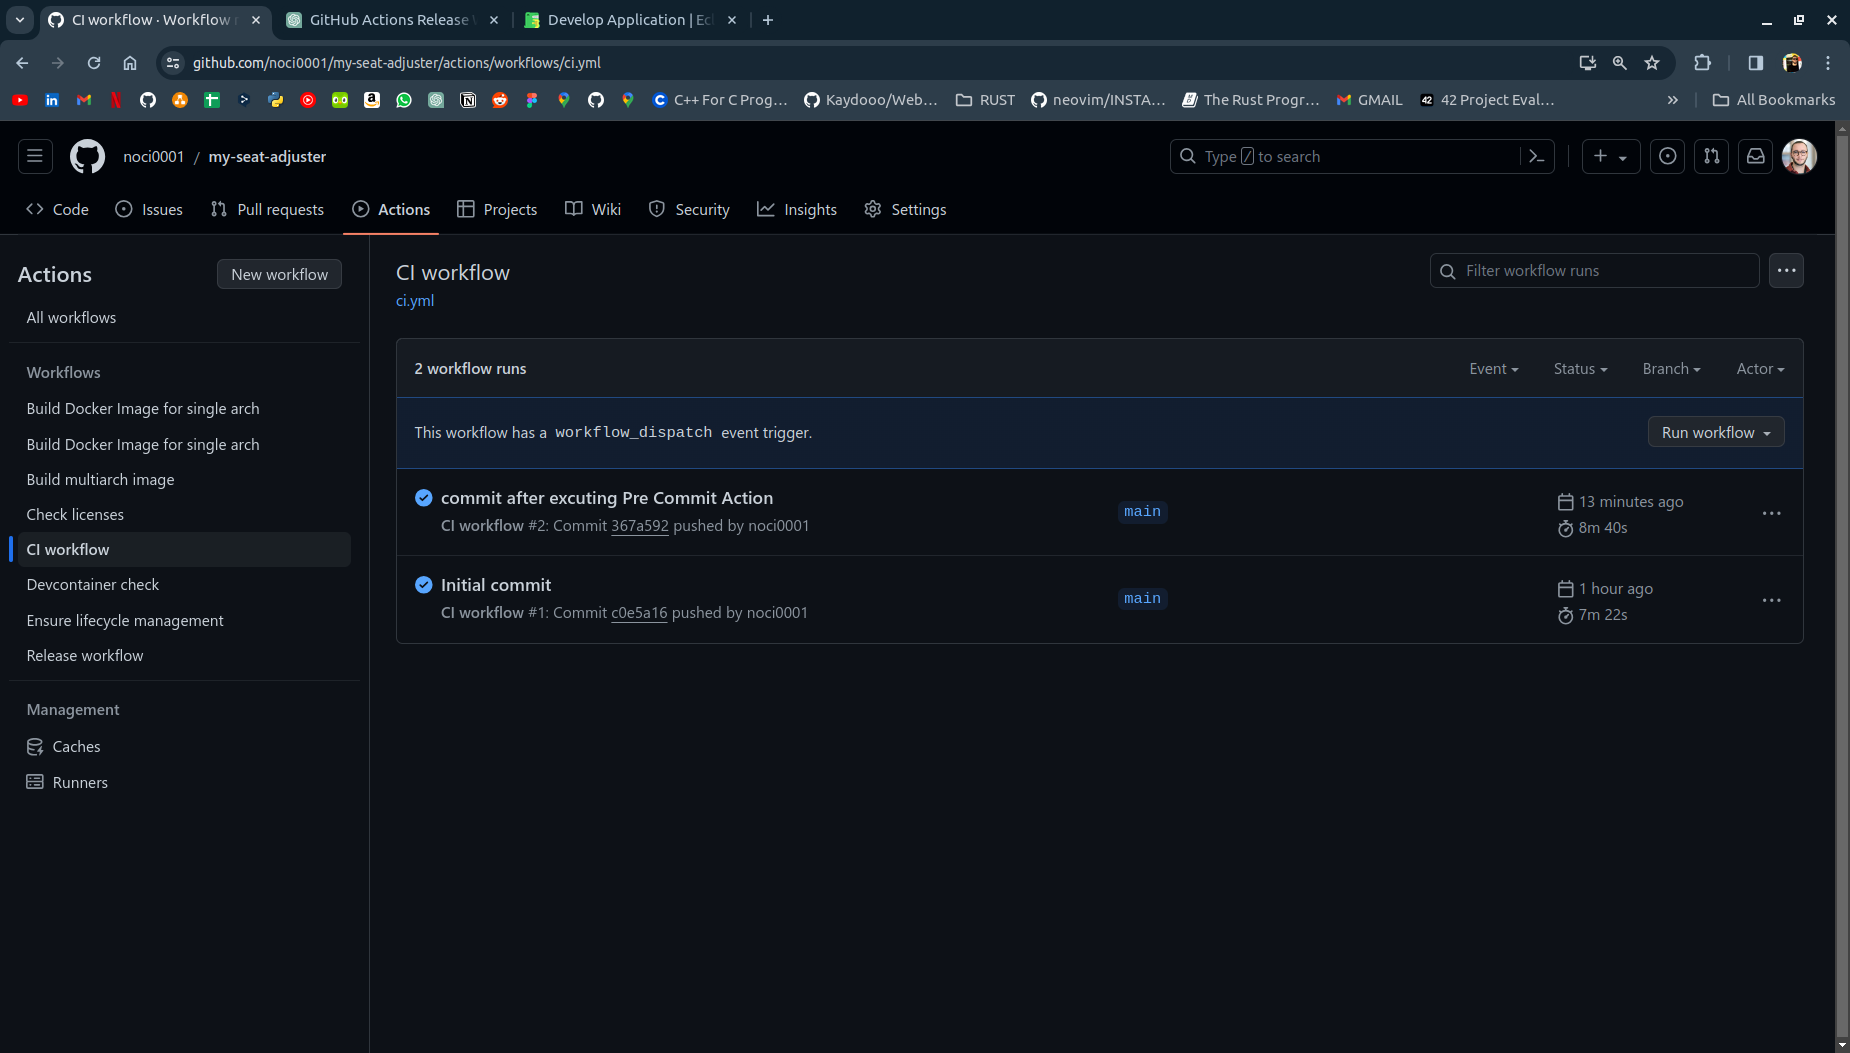 CI workflow · Workflow r
GitHub Actions Release W
Develop Application | Ecl
github.com/noci0001/my-seat-adjuster/actions/workflows/ci.yml
C++ For C Prog...
Kaydooo/Web...
RUST
neovim/INSTA...
The Rust Progr...
GMAIL
42 Project Eval...
All Bookmarks
noci0001 / my-seat-adjuster
Type / to search
Code
Issues
Pull requests
Actions
Projects
Wiki
Security
Insights
Settings
Actions
New workflow
All workflows
Workflows
Build Docker Image for single arch
Build Docker Image for single arch
Build multiarch image
Check licenses
CI workflow
Devcontainer check
Ensure lifecycle management
Release workflow
Management
Caches
Runners
CI workflow
ci.yml
Filter workflow runs
2 workflow runs
Event
Status
Branch
Actor
This workflow has a workflow_dispatch event trigger.
Run workflow
commit after excuting Pre Commit Action
CI workflow #2: Commit 367a592 pushed by noci0001
main
13 minutes ago
8m 40s
Initial commit
CI workflow #1: Commit c0e5a16 pushed by noci0001
main
1 hour ago
7m 22s